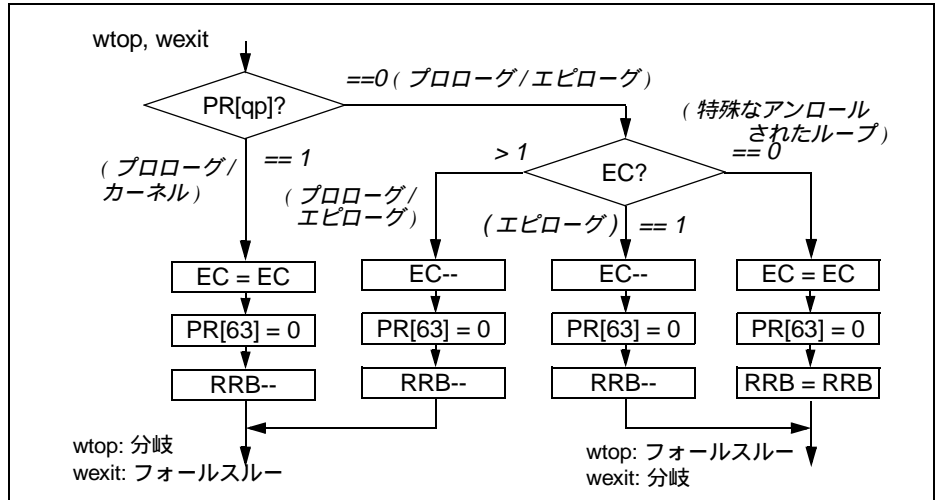 wtop, wexit
==0 ( プロローグ / エピローグ )
PR[qp]?
( 特殊なアンロール
されたループ )
( プロローグ /
カーネル )
== 1
> 1
EC?
== 0
( プロローグ /
エピローグ )
( エピローグ )
== 1
EC = EC
EC--
EC--
EC = EC
PR[63] = 0
PR[63] = 0
PR[63] = 0
PR[63] = 0
RRB--
RRB--
RRB--
RRB = RRB
wtop: 分岐
wexit: フォールスルー
wtop: フォールスルー
wexit: 分岐